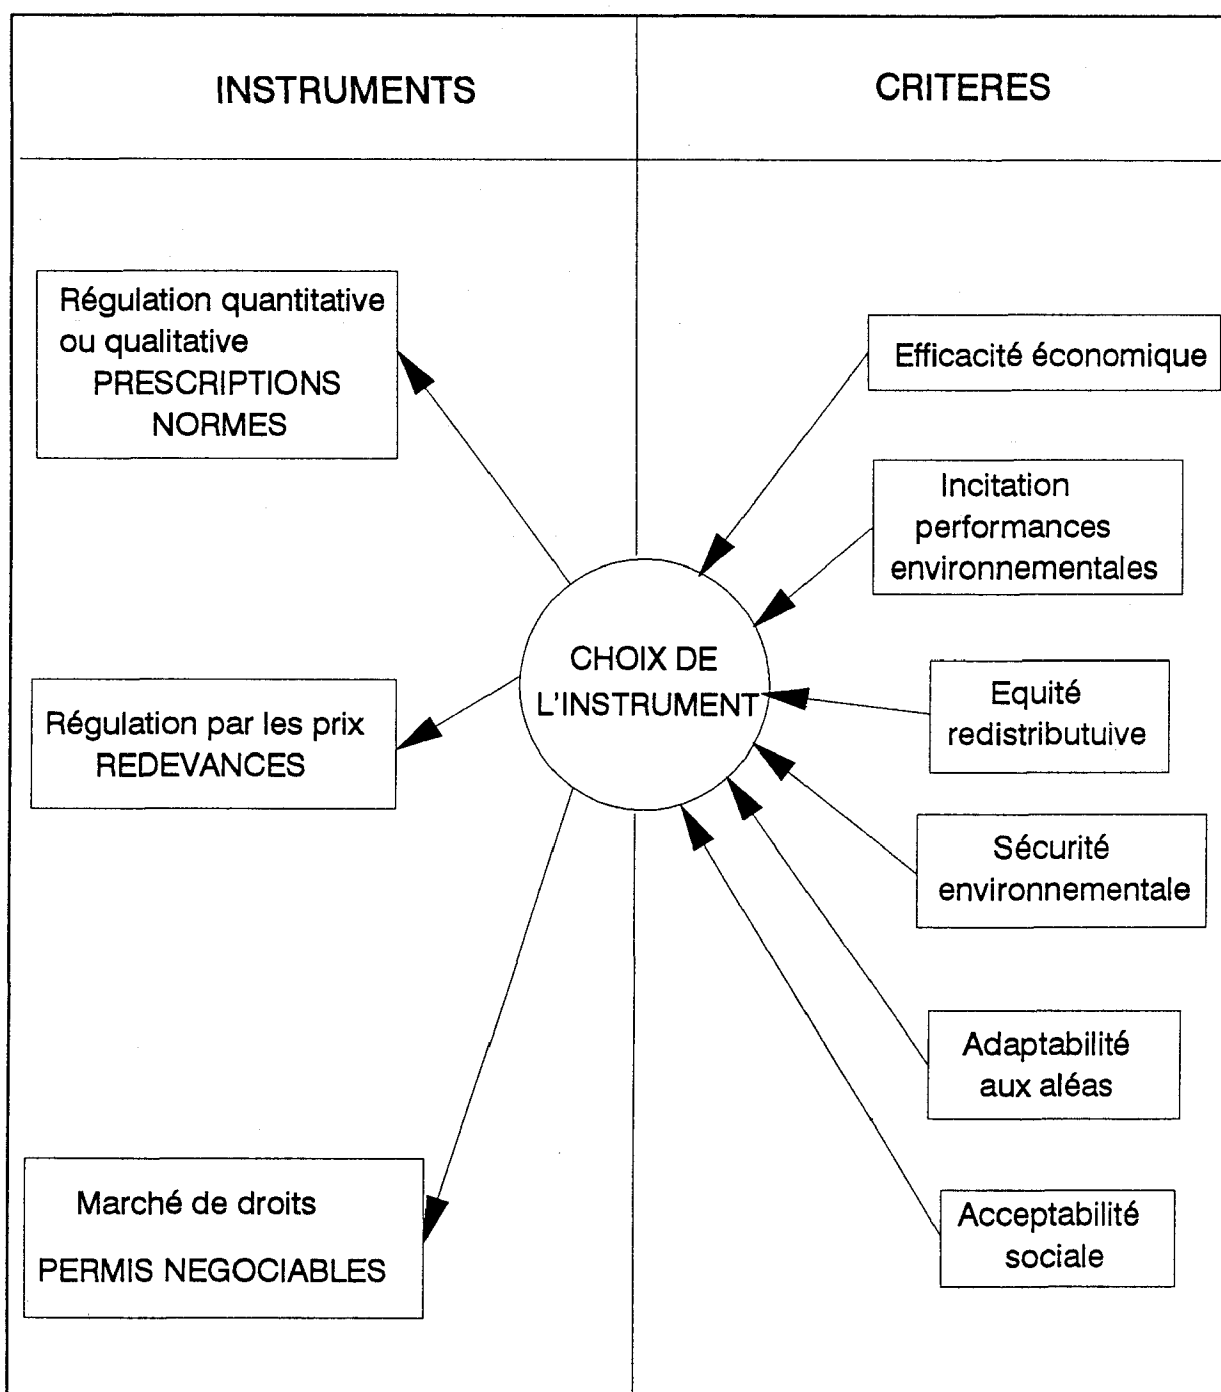 INSTRUMENTS
CRITERES
Régulation quantitative
ou qualitative
PRESCRIPTIONS
NORMES
Régulation par les prix
REDEVANCES
Marché de droits
PERMIS NEGOCIABLES
CHOIX DE
L'INSTRUMENT
Efficacité économique
Incitation
performances
environnementales
Equité
redistributuive
Sécurité
environnementale
Adaptabilité
aux aléas
Acceptabilité
sociale